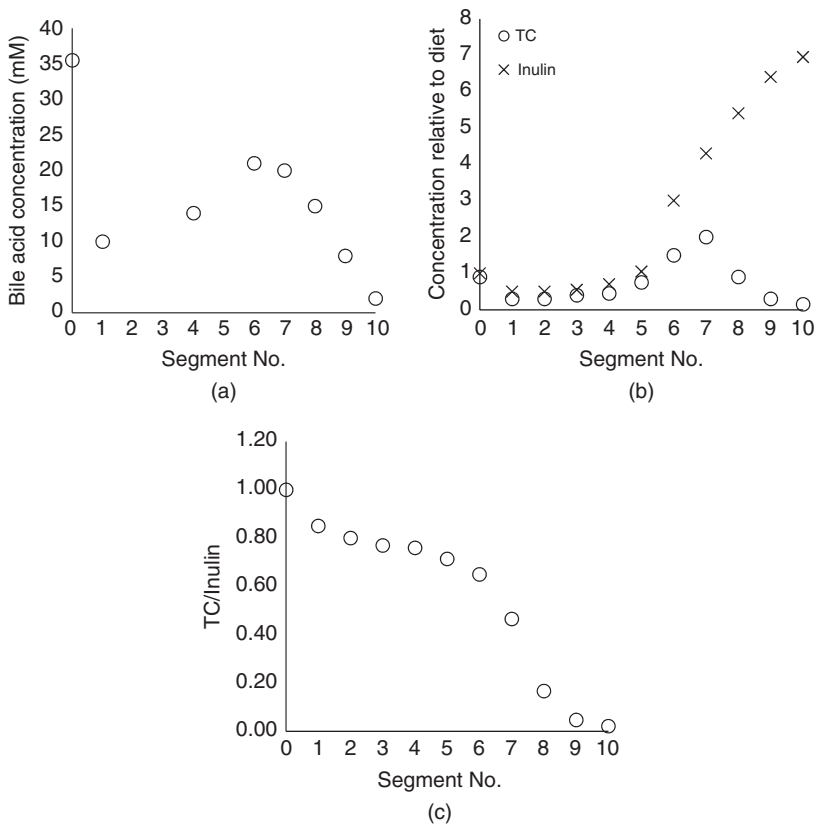 Bile acid concentration (mM)
40
35
30
25
20
15
10
5
0
0 1 2 3 4 5 6 7 8 9 10
Segment No.
(a)
Concentration relative to diet
8
7
6
5
4
3
2
1
0
TC
Inulin
0 1 2 3 4 5 6 7 8 9 10
Segment No.
(b)
TC/Inulin
1.20
1.00
0.80
0.60
0.40
0.20
0.00
0 1 2 3 4 5 6 7 8 9 10
Segment No.
(c)